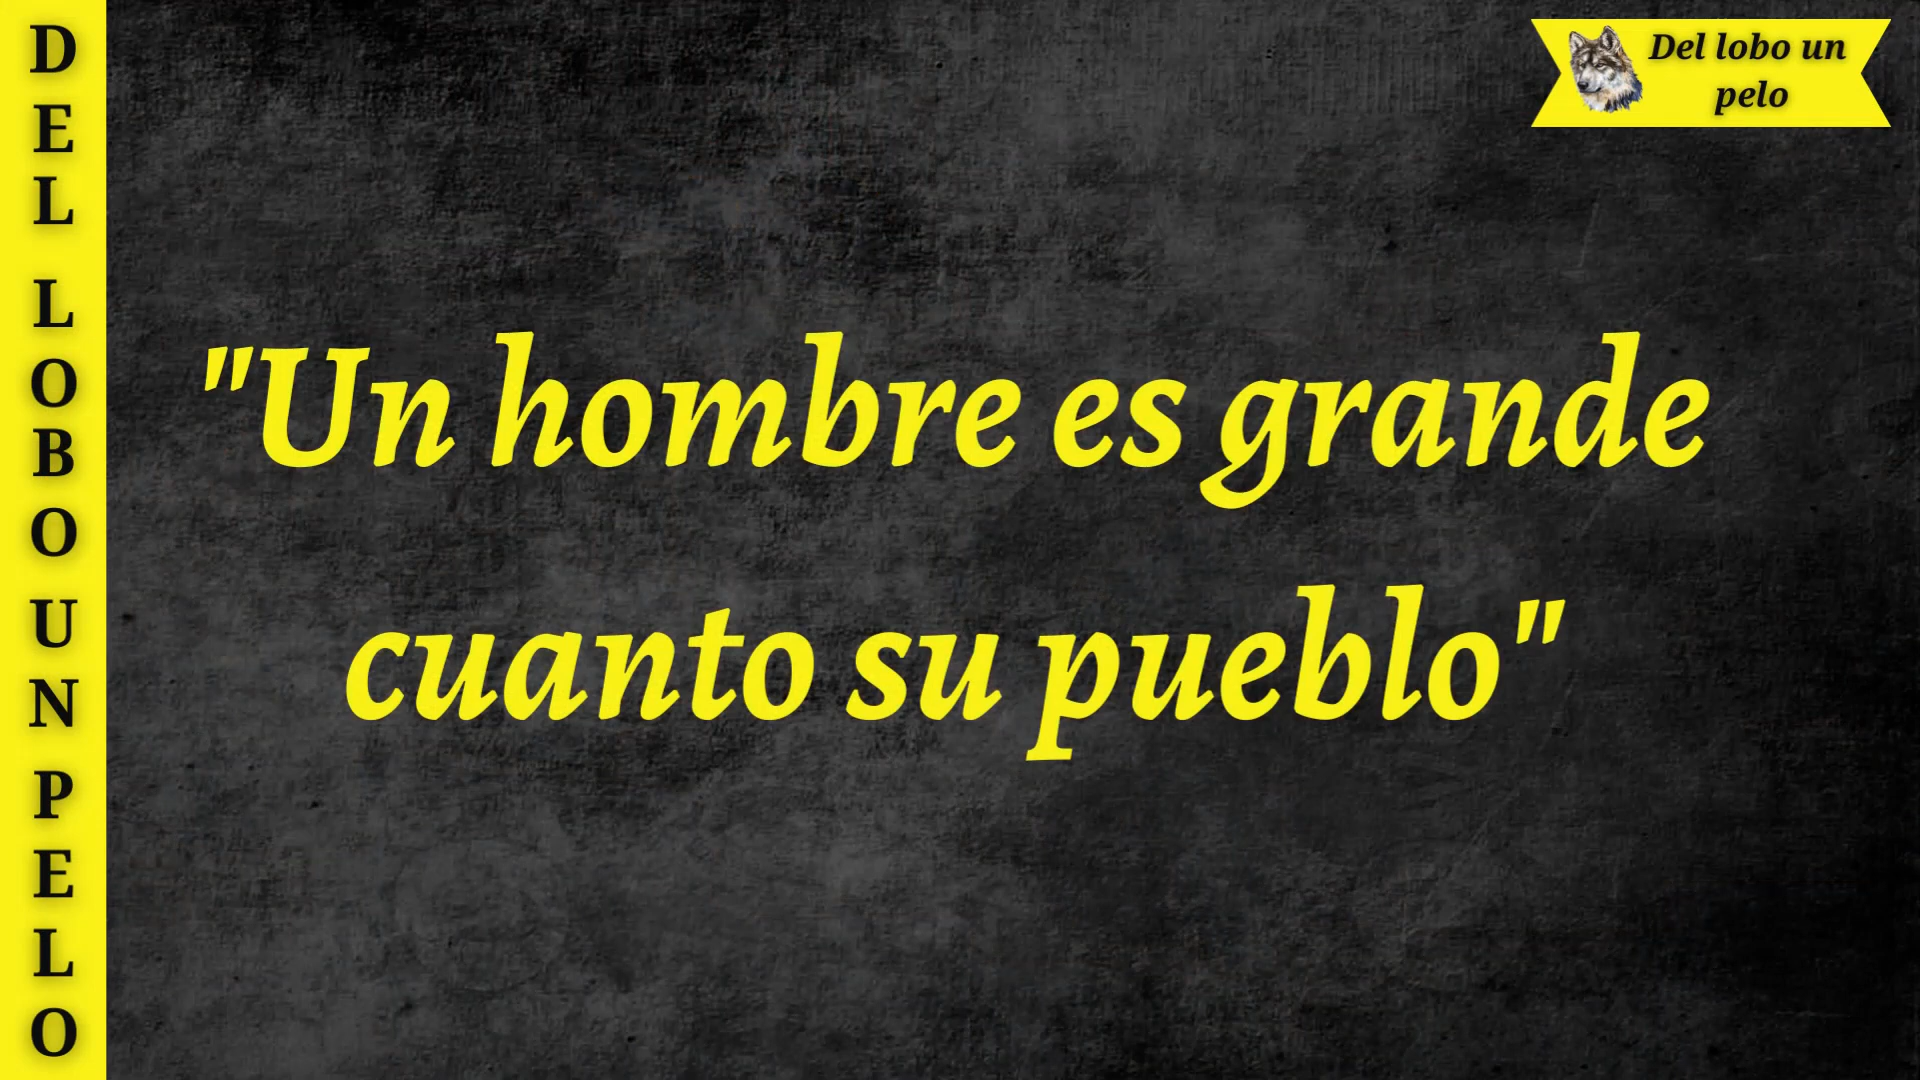 DEL LOBO UN PELO
Del lobo un
pelo
"Un hombre es grande
cuanto su pueblo"